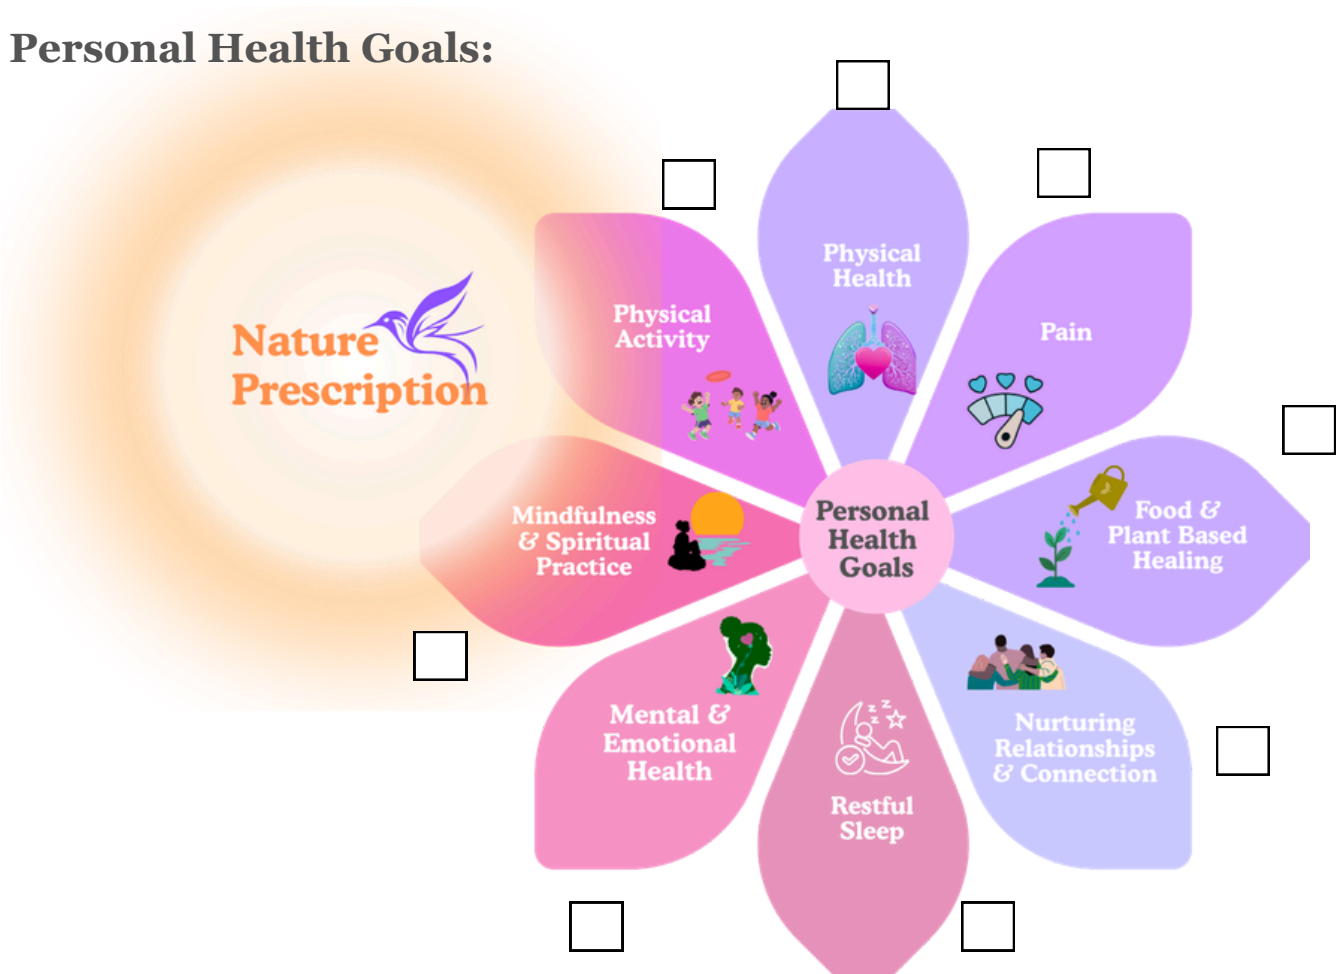 Personal Health Goals:
Nature
Prescription
Physical
Health
Pain
Food &
Plant Based
Healing
Nurturing
Relationships
& Connection
Restful
Sleep
z z z z
Mental &
Emotional
Health
Mindfulness
& Spiritual
Practice
Physical
Activity
Personal
Health
Goals